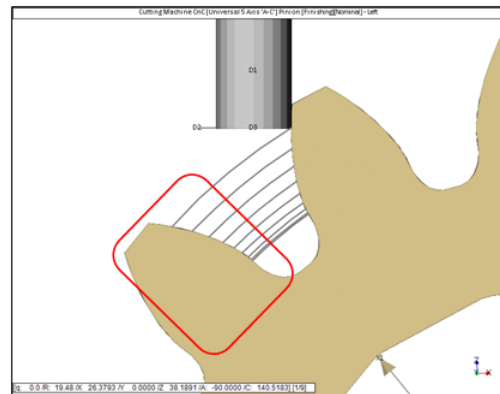 Cutting Machine CnC [Universal 5 Axis 'A-C'] Pinion [Finishing][Nominal] - Left
D1
D2
D3
X1
Z
X
[q: 0.0 /R: 19.48 /X 26.3793 /Y 0.0000 /Z 38.1891 /A: -90.0000 /C: 140.5183] [1/9]